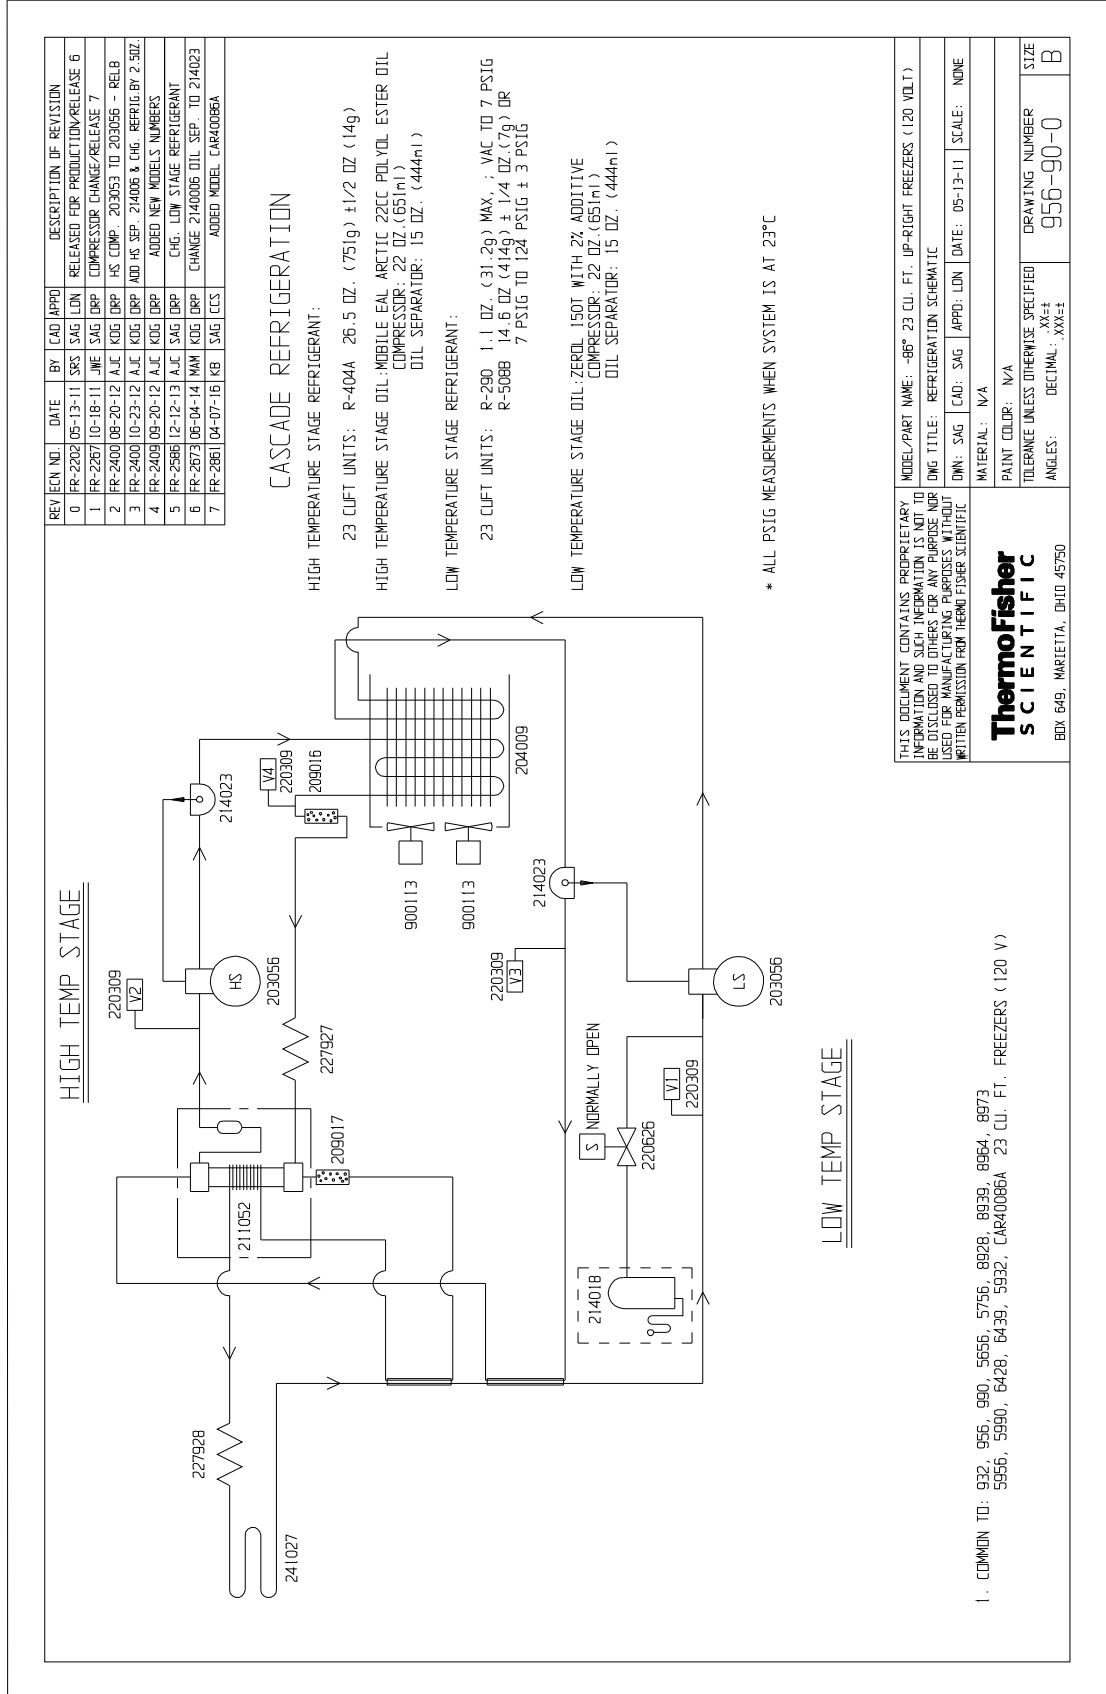 REV ECN NO. DATE BY CAD APPD DESCRIPTION OF REVISION
0 FR-2202 05-13-11 SRS SAG LDN RELEASED FOR PRODUCTION/RELEASE 6
1 FR-2267 10-18-11 JWE SAG DRP COMPRESSOR CHANGE/RELEASE 7
2 FR-2400 08-20-12 AJC KDG DRP HS COMP. 203053 TO 203056 - REL8
3 FR-2400 10-23-12 AJC KDG DRP ADD HS SEP. 214006 & CHG. REFRIG.BY 2.5OZ.
4 FR-2409 09-20-12 AJC KDG DRP ADDED NEW MODELS NUMBERS
5 FR-2586 12-12-13 AJC SAG DRP CHG. LOW STAGE REFRIGERANT
6 FR-2673 06-04-14 MAM KDG DRP CHANGE 2140006 OIL SEP. TO 214023
7 FR-2861 04-07-16 KB SAG CCS ADDED MODEL CAR40086A
CASCADE REFRIGERATION
HIGH TEMPERATURE STAGE REFRIGERANT:
23 CUFT UNITS: R-404A 26.5 OZ. (751g) ±1/2 OZ (14g)
HIGH TEMPERATURE STAGE OIL:MOBILE EAL ARCTIC 22CC POLYOL ESTER OIL
COMPRESSOR: 22 OZ.(651ml)
OIL SEPARATOR: 15 OZ. (444ml)
LOW TEMPERATURE STAGE REFRIGERANT:
23 CUFT UNITS: R-290 1.1 OZ. (31.2g) MAX, ; VAC TO 7 PSIG
R-508B 14.6 OZ (414g) ± 1/4 OZ.(7g) OR
7 PSIG TO 124 PSIG ± 3 PSIG
LOW TEMPERATURE STAGE OIL:ZEROL 150T WITH 2% ADDITIVE
COMPRESSOR: 22 OZ.(651ml)
OIL SEPARATOR: 15 OZ. (444ml)
* ALL PSIG MEASUREMENTS WHEN SYSTEM IS AT 23°C
HIGH TEMP STAGE
220309
V2
HS
203056
214023
V4
220309
209016
204009
900113
900113
227927
209017
211052
227928
241027
214023
220309
V3
LS
203056
S NORMALLY OPEN
220626
V1
220309
214018
LOW TEMP STAGE
1. COMMON TO: 932, 956, 990, 5656, 5756, 8928, 8939, 8964, 8973
5956, 5990, 6428, 6439, 5932, CAR40086A 23 CU. FT. FREEZERS (120 V)
THIS DOCUMENT CONTAINS PROPRIETARY
INFORMATION AND SUCH INFORMATION IS NOT TO
BE DISCLOSED TO OTHERS FOR ANY PURPOSE NOR
USED FOR MANUFACTURING PURPOSES WITHOUT
WRITTEN PERMISSION FROM THERMO FISHER SCIENTIFIC
ThermoFisher
SCIENTIFIC
BOX 649, MARIETTA, OHIO 45750
MODEL/PART NAME: -86° 23 CU. FT. UP-RIGHT FREEZERS (120 VOLT)
DWG TITLE: REFRIGERATION SCHEMATIC
DWN: SAG CAD: SAG APPD: LDN DATE: 05-13-11 SCALE: NONE
MATERIAL: N/A
PAINT COLOR: N/A
TOLERANCE UNLESS OTHERWISE SPECIFIED
ANGLES: DECIMAL: .XX=±
.XXX=±
DRAWING NUMBER
956-90-0
SIZE
B